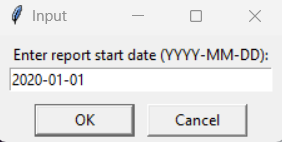 Input
Enter report start date (YYYY-MM-DD):
2020-01-01
OK
Cancel